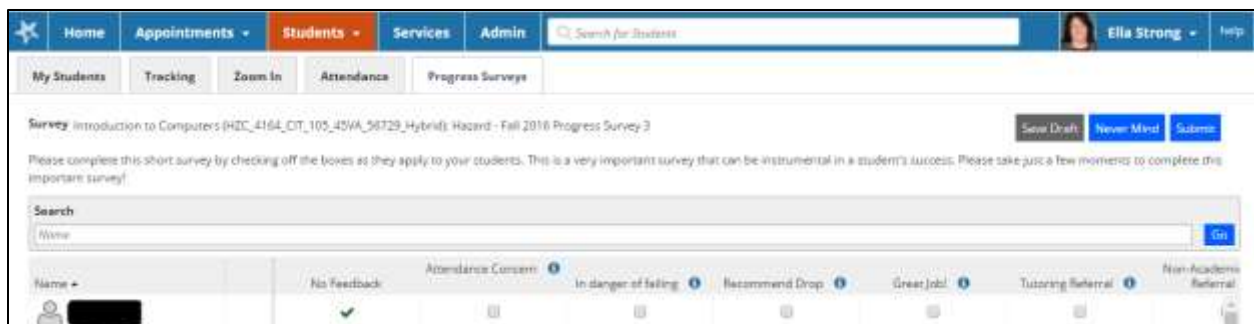 Home Appointments Students Services Admin Search for Students Ella Strong help
My Students Tracking Zoom In Attendance Progress Surveys
Survey Introduction to Computers (HZC_4164_CIT_105_45VA_56729_Hybrid): Hazard - Fall 2016 Progress Survey 3
Save Draft Never Mind Submit
Please complete this short survey by checking off the boxes as they apply to your students. This is a very important survey that can be instrumental in a student's success. Please take just a few moments to complete this
important survey!
Search
Name
Go
Name No Feedback Attendance Concern In danger of failing Recommend Drop Great Job! Tutoring Referral Non-Academi
Referral